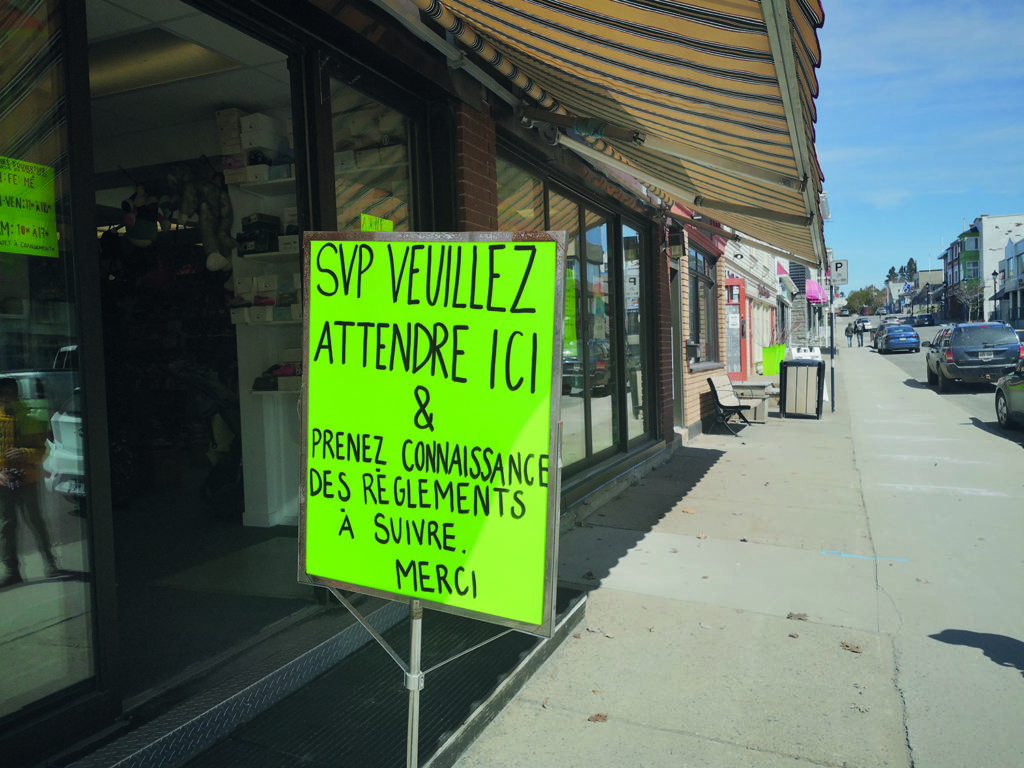 SVP VEUILLEZ
ATTENDRE ICI
&
PRENEZ CONNAISSANCE
DES RÈGLEMENTS
À SUIVRE.
MERCI
P